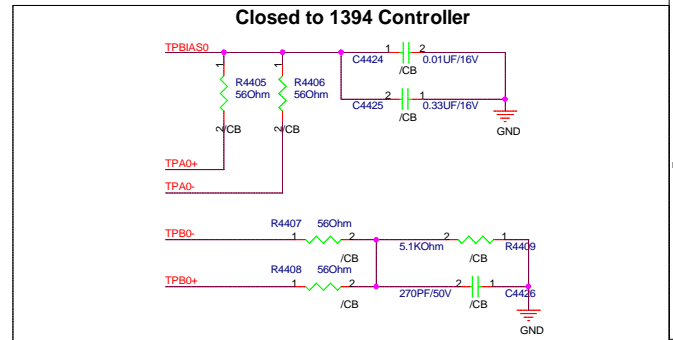 Closed to 1394 Controller
TPBIAS0
1 2
C4424 0.01UF/16V
/CB
1 1
R4405 R4406
56Ohm 56Ohm
2 1
C4425 0.33UF/16V
/CB
2 /CB 2 /CB
GND
TPA0+
TPA0-
R4407 56Ohm
TPB0- 1 2 2 1
5.1KOhm R4409
/CB /CB
R4408 56Ohm
TPB0+ 1 2 2 1
270PF/50V C4426
/CB /CB
GND